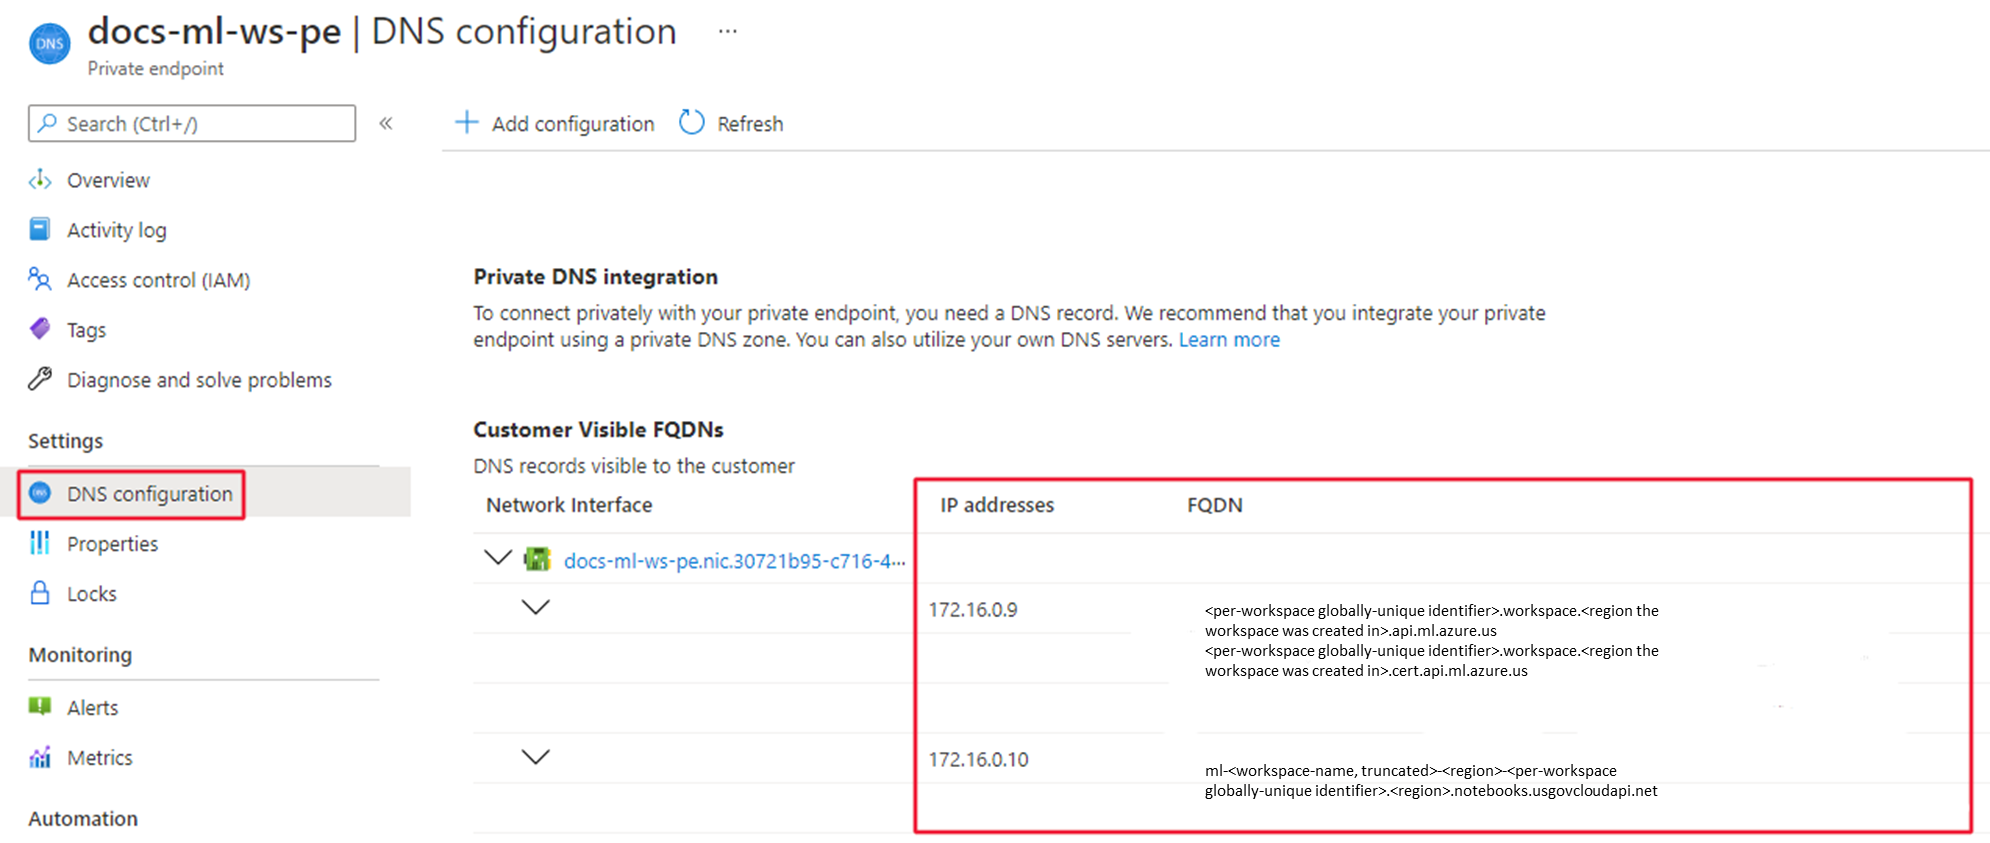 DNS
docs-ml-ws-pe | DNS configuration ...
Private endpoint
Search (Ctrl+/)
«
Add configuration
Refresh
Overview
Activity log
Access control (IAM)
Tags
Diagnose and solve problems
Settings
DNS configuration
Properties
Locks
Monitoring
Alerts
Metrics
Automation
Private DNS integration
To connect privately with your private endpoint, you need a DNS record. We recommend that you integrate your private
endpoint using a private DNS zone. You can also utilize your own DNS servers. Learn more
Customer Visible FQDNs
DNS records visible to the customer
Network Interface IP addresses FQDN
docs-ml-ws-pe.nic.30721b95-c716-4...
172.16.0.9
<per-workspace globally-unique identifier>.workspace.<region the
workspace was created in>.api.ml.azure.us
<per-workspace globally-unique identifier>.workspace.<region the
workspace was created in>.cert.api.ml.azure.us
172.16.0.10
ml-<workspace-name, truncated>-<region>-<per-workspace
globally-unique identifier>.<region>.notebooks.usgovcloudapi.net